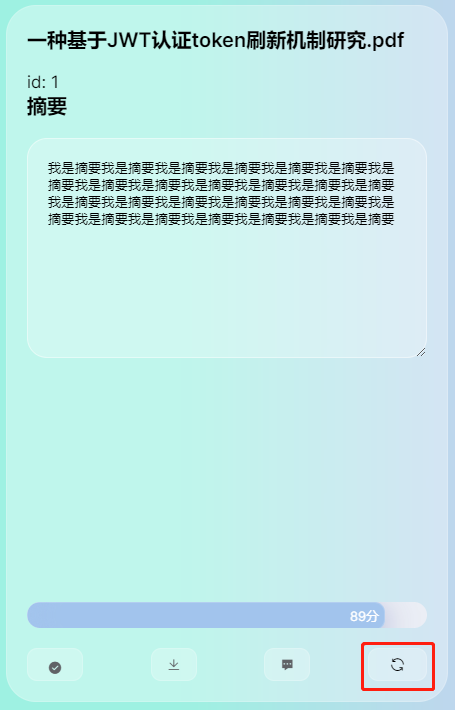 一种基于JWT认证token刷新机制研究.pdf
id: 1
摘要
我是摘要我是摘要我是摘要我是摘要我是摘要我是摘要我是
摘要我是摘要我是摘要我是摘要我是摘要我是摘要我是摘要
我是摘要我是摘要我是摘要我是摘要我是摘要我是摘要我是
摘要我是摘要我是摘要我是摘要我是摘要我是摘要我是摘要
89分